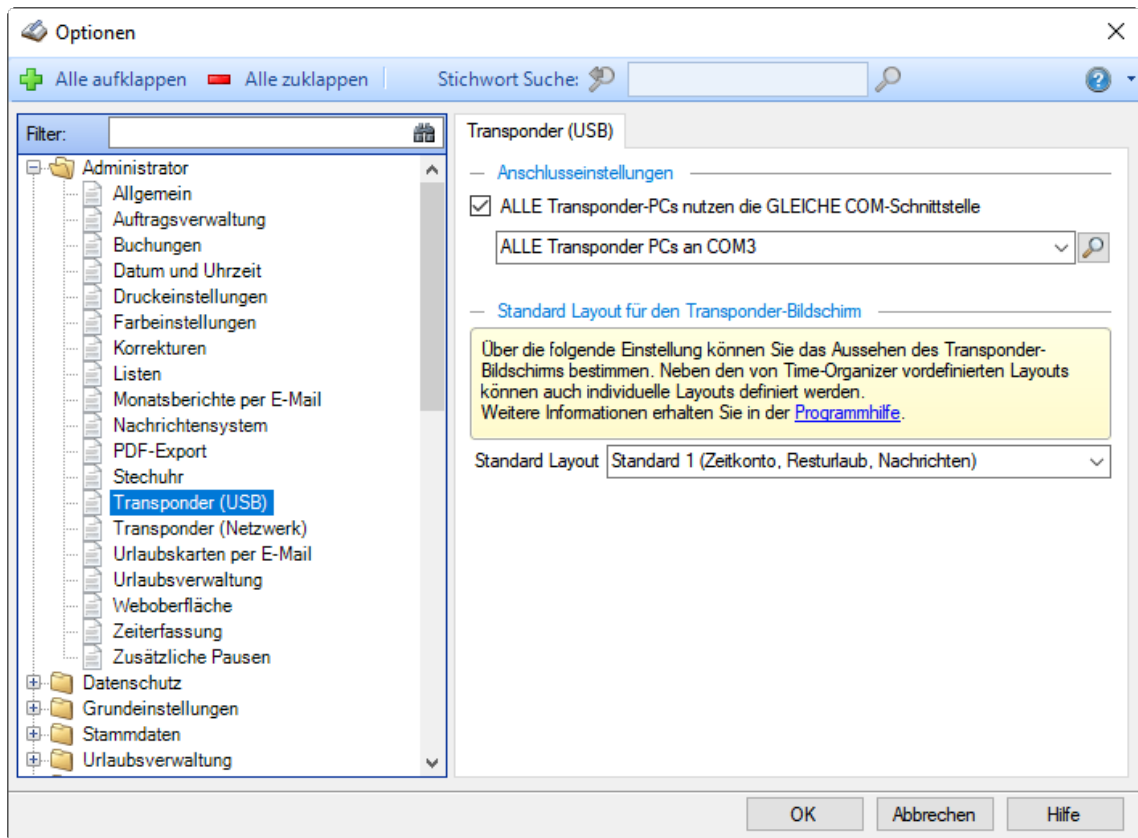 Optionen
Alle aufklappen Alle zuklappen Stichwort Suche:
Filter:
Administrator
Allgemein
Auftragsverwaltung
Buchungen
Datum und Uhrzeit
Druckeinstellungen
Farbeinstellungen
Korrekturen
Listen
Monatsberichte per E-Mail
Nachrichtensystem
PDF-Export
Stechuhr
Transponder (USB)
Transponder (Netzwerk)
Urlaubskarten per E-Mail
Urlaubsverwaltung
Weboberfläche
Zeiterfassung
Zusätzliche Pausen
Datenschutz
Grundeinstellungen
Stammdaten
Urlaubsverwaltung
Transponder (USB)
Anschlusseinstellungen
ALLE Transponder-PCs nutzen die GLEICHE COM-Schnittstelle
ALLE Transponder PCs an COM3
Standard Layout für den Transponder-Bildschirm
Über die folgende Einstellung können Sie das Aussehen des Transponder-
Bildschirms bestimmen. Neben den von Time-Organizer vordefinierten Layouts
können auch individuelle Layouts definiert werden.
Weitere Informationen erhalten Sie in der Programmhilfe.
Standard Layout Standard 1 (Zeitkonto, Resturlaub, Nachrichten)
OK Abbrechen Hilfe